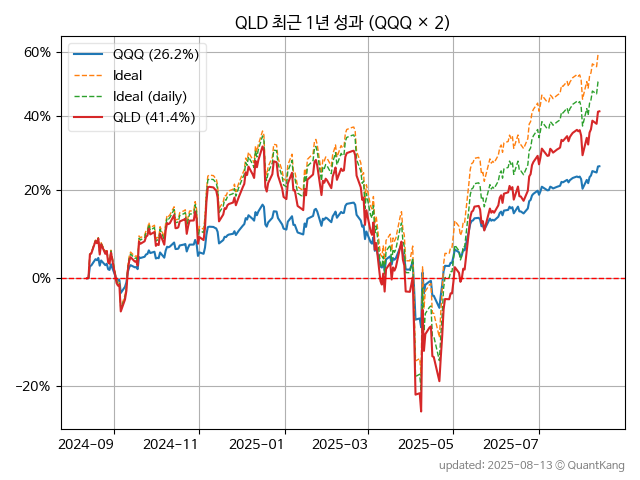 QLD 최근 1년 성과 (QQQ × 2)
QQQ (26.2%)
Ideal
Ideal (daily)
QLD (41.4%)
60%
40%
20%
0%
−20%
2024-09
2024-11
2025-01
2025-03
2025-05
2025-07
updated: 2025-08-13 © QuantKang